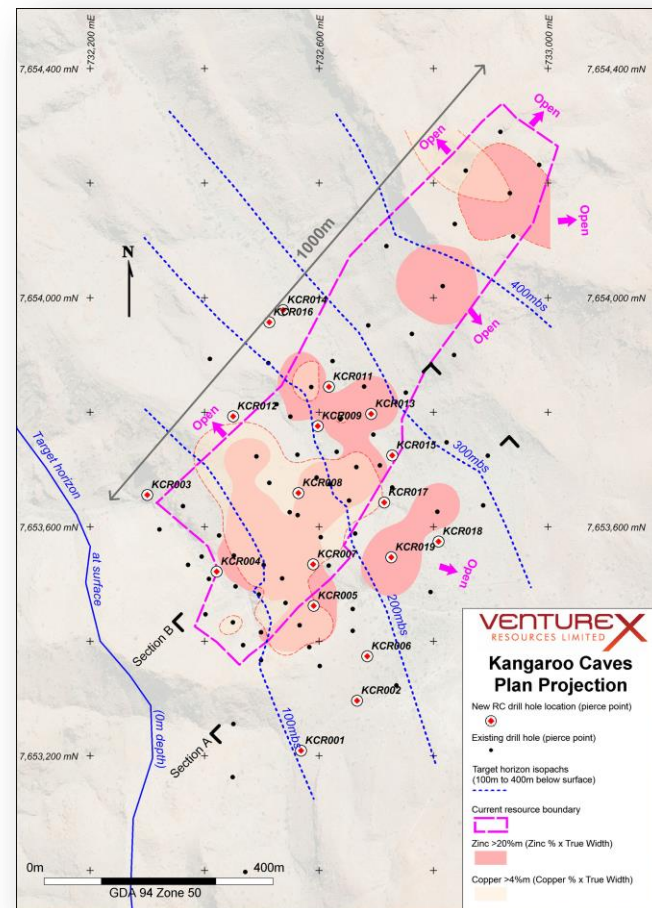 732,200 mE
732,600 mE
733,000 mE
7,654,400 mN
7,654,400 mN
Open
Open
Open
1000m
N
400mbs
7,654,000 mN
7,654,000 mN
KCR014
KCR016
Open
KCR011
KCR012
KCR013
KCR009
Open
KCR015
300mbs
KCR003
KCR008
KCR017
Target horizon
at surface
7,653,600 mN
7,653,600 mN
KCR018
KCR019
KCR007
KCR004
Open
KCR005
200mbs
Section B
KCR006
KCR002
100mbs
KCR001
Section A
(0m depth)
7,653,200 mN
VENTUREX
RESOURCES LIMITED
Kangaroo Caves
Plan Projection
New RC drill hole location (pierce point)
Existing drill hole (pierce point)
Target horizon isopachs
(100m to 400m below surface)
Current resource boundary
Zinc >20%m (Zinc % x True Width)
Copper >4%m (Copper % x True Width)
0m
400m
GDA 94 Zone 50